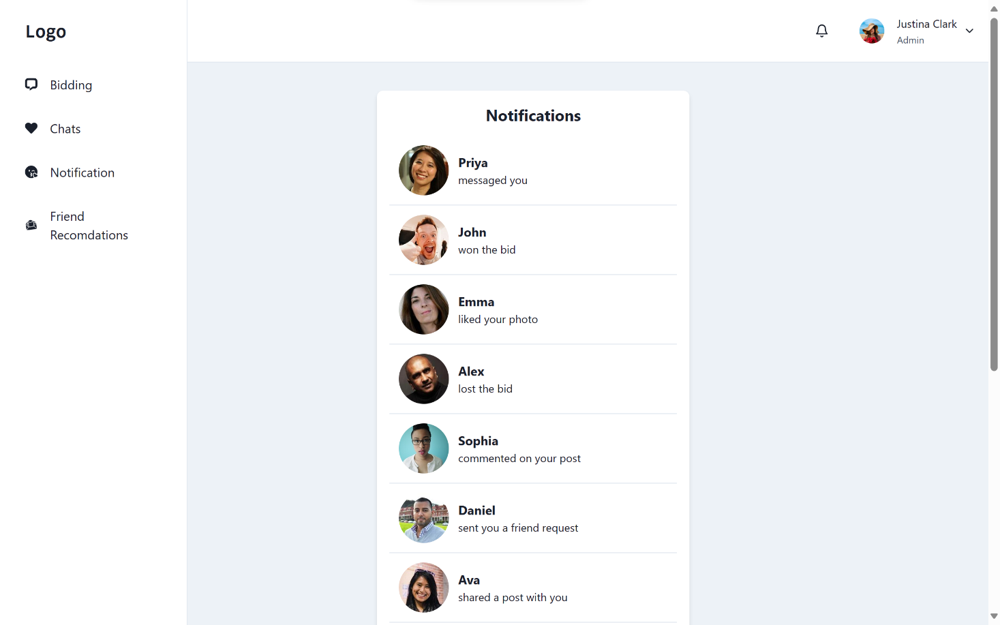 Logo
Bidding
Chats
Notification
Friend
Recomdations
Justina Clark
Admin
Notifications
Priya
messaged you
John
won the bid
Emma
liked your photo
Alex
lost the bid
Sophia
commented on your post
Daniel
sent you a friend request
Ava
shared a post with you